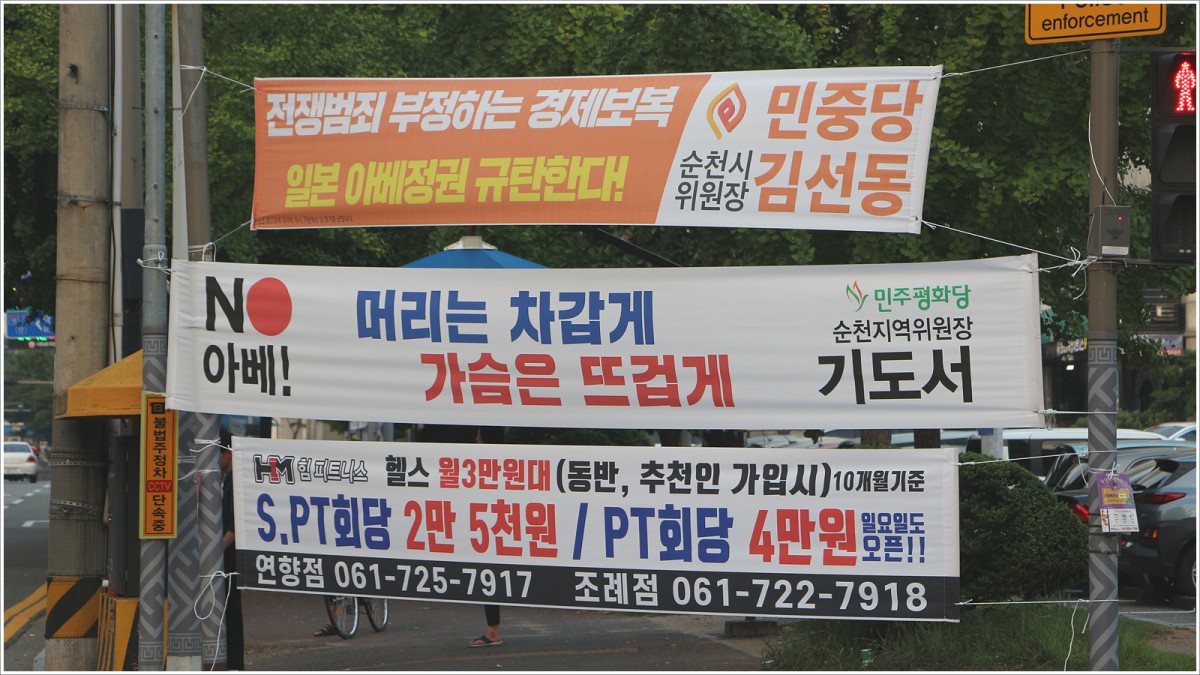 enforcement
전쟁범죄 부정하는 경제보복
일본 아베정권 규탄한다!
민중당
순천시
위원장
김선동
NO
아베!
머리는 차갑게
가슴은 뜨겁게
민주평화당
순천지역위원장
기도서
불법주정차
CCTV
단속중
HM 힘피트니스 헬스 월3만원대 (동반, 추천인 가입시) 10개월기준
S.PT회당 2만 5천원 / PT회당 4만원 일요일도
오픈!!
연향점 061-725-7917 조례점 061-722-7918